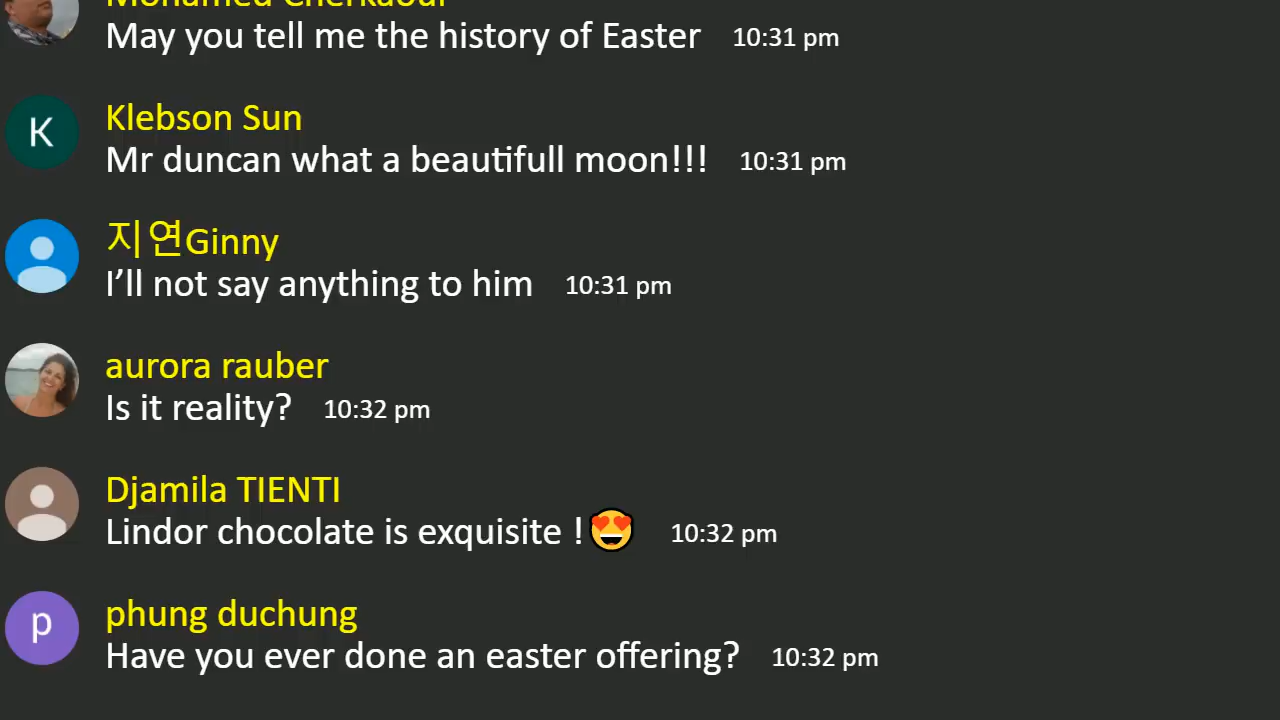 Mohamed Cherkaoui
May you tell me the history of Easter 10:31 pm
K
Klebson Sun
Mr duncan what a beautifull moon!!! 10:31 pm
지연Ginny
I’ll not say anything to him 10:31 pm
aurora rauber
Is it reality? 10:32 pm
Djamila TIENTI
Lindor chocolate is exquisite !😍 10:32 pm
p
phung duchung
Have you ever done an easter offering? 10:32 pm